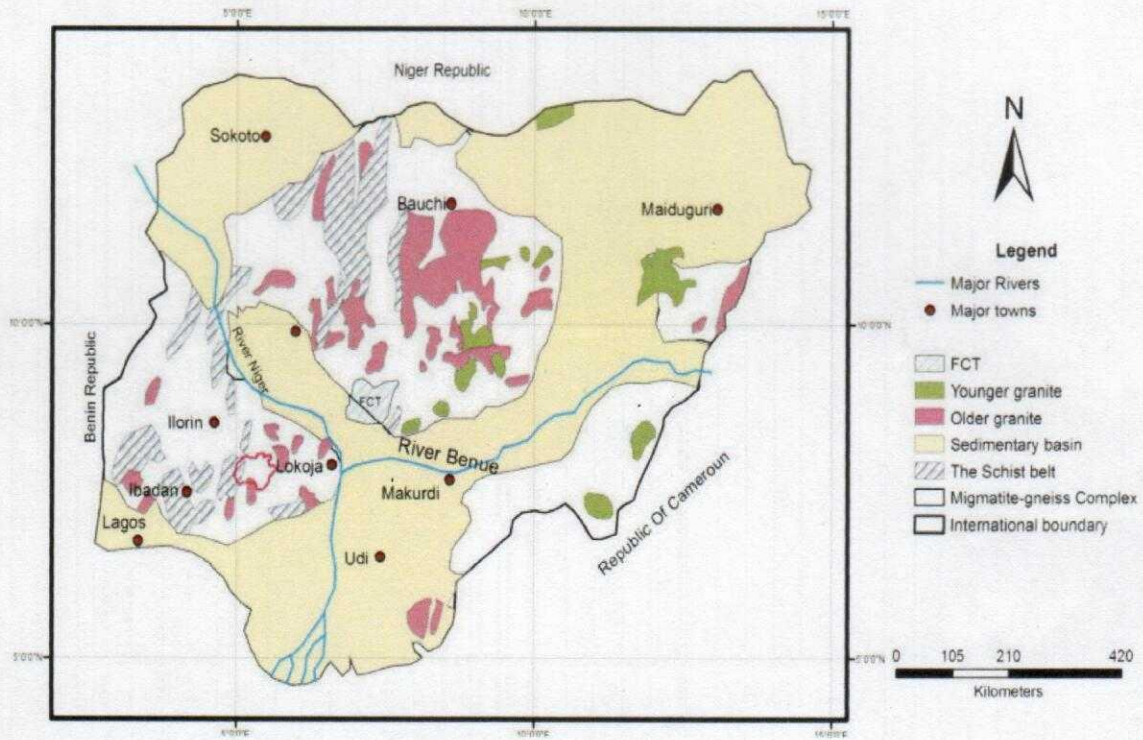 5°0'0"E
10°0'0"E
15°0'0"E
Niger Republic
N
Sokoto
Bauchi
Maiduguri
Legend
Major Rivers
Major towns
10°0'0"N
10°0'0"N
River Niger
Benin Republic
FCT
FCT
Younger granite
Older granite
Ilorin
River Benue
Sedimentary basin
Lokoja
The Schist belt
Ibadan
Makurdi
Migmatite-gneiss Complex
Lagos
International boundary
Udi
Republic Of Cameroun
5°0'0"N
5°0'0"N
0 105 210 420
Kilometers
5°0'0"E
10°0'0"E
15°0'0"E